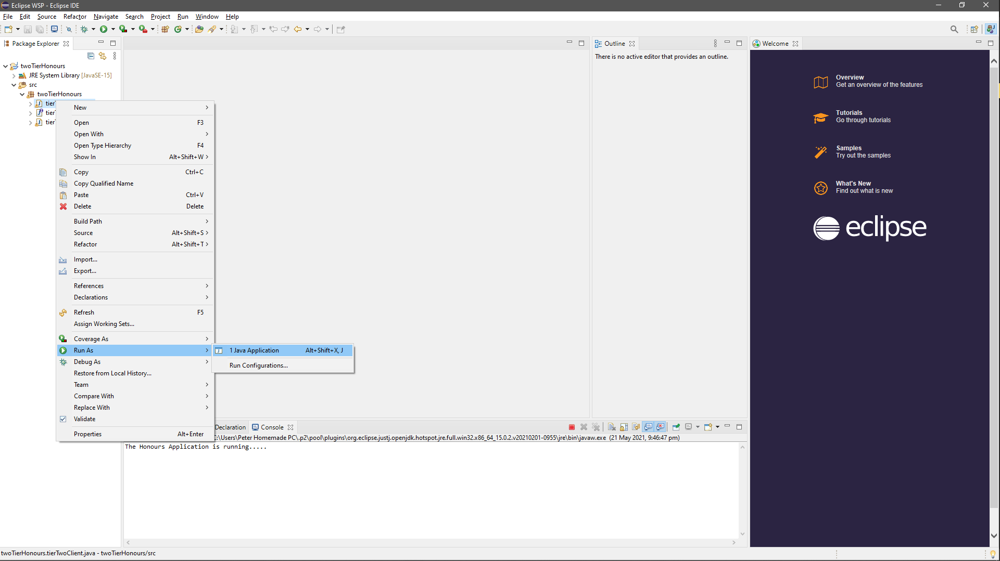 Eclipse WSP - Eclipse IDE
File Edit Source Refactor Navigate Search Project Run Window Help
Package Explorer
twoTierHonours
JRE System Library [JavaSE-15]
src
twoTierHonours
tier
tier
tier
New
Open F3
Open With
Open Type Hierarchy F4
Show In Alt+Shift+W
Copy Ctrl+C
Copy Qualified Name
Paste Ctrl+V
Delete Delete
Build Path
Source Alt+Shift+S
Refactor Alt+Shift+T
Import...
Export...
References
Declarations
Refresh F5
Assign Working Sets...
Coverage As
Run As
Debug As
Restore from Local History...
Team
Compare With
Replace With
Validate
Properties Alt+Enter
1 Java Application Alt+Shift+X, J
Run Configurations...
Outline
There is no active editor that provides an outline.
Welcome
Overview
Get an overview of the features
Tutorials
Go through tutorials
Samples
Try out the samples
What's New
Find out what is new
eclipse
Declaration Console
:\Users\Peter Homemade PC\.p2\pool\plugins\org.eclipse.justj.openjdk.hotspot.jre.full.win32.x86_64_15.0.2.v20210201-0955\jre\bin\javaw.exe (21 May 2021, 9:46:47 pm)
The Honours Application is running.....
twoTierHonours.tierTwoClient.java - twoTierHonours/src